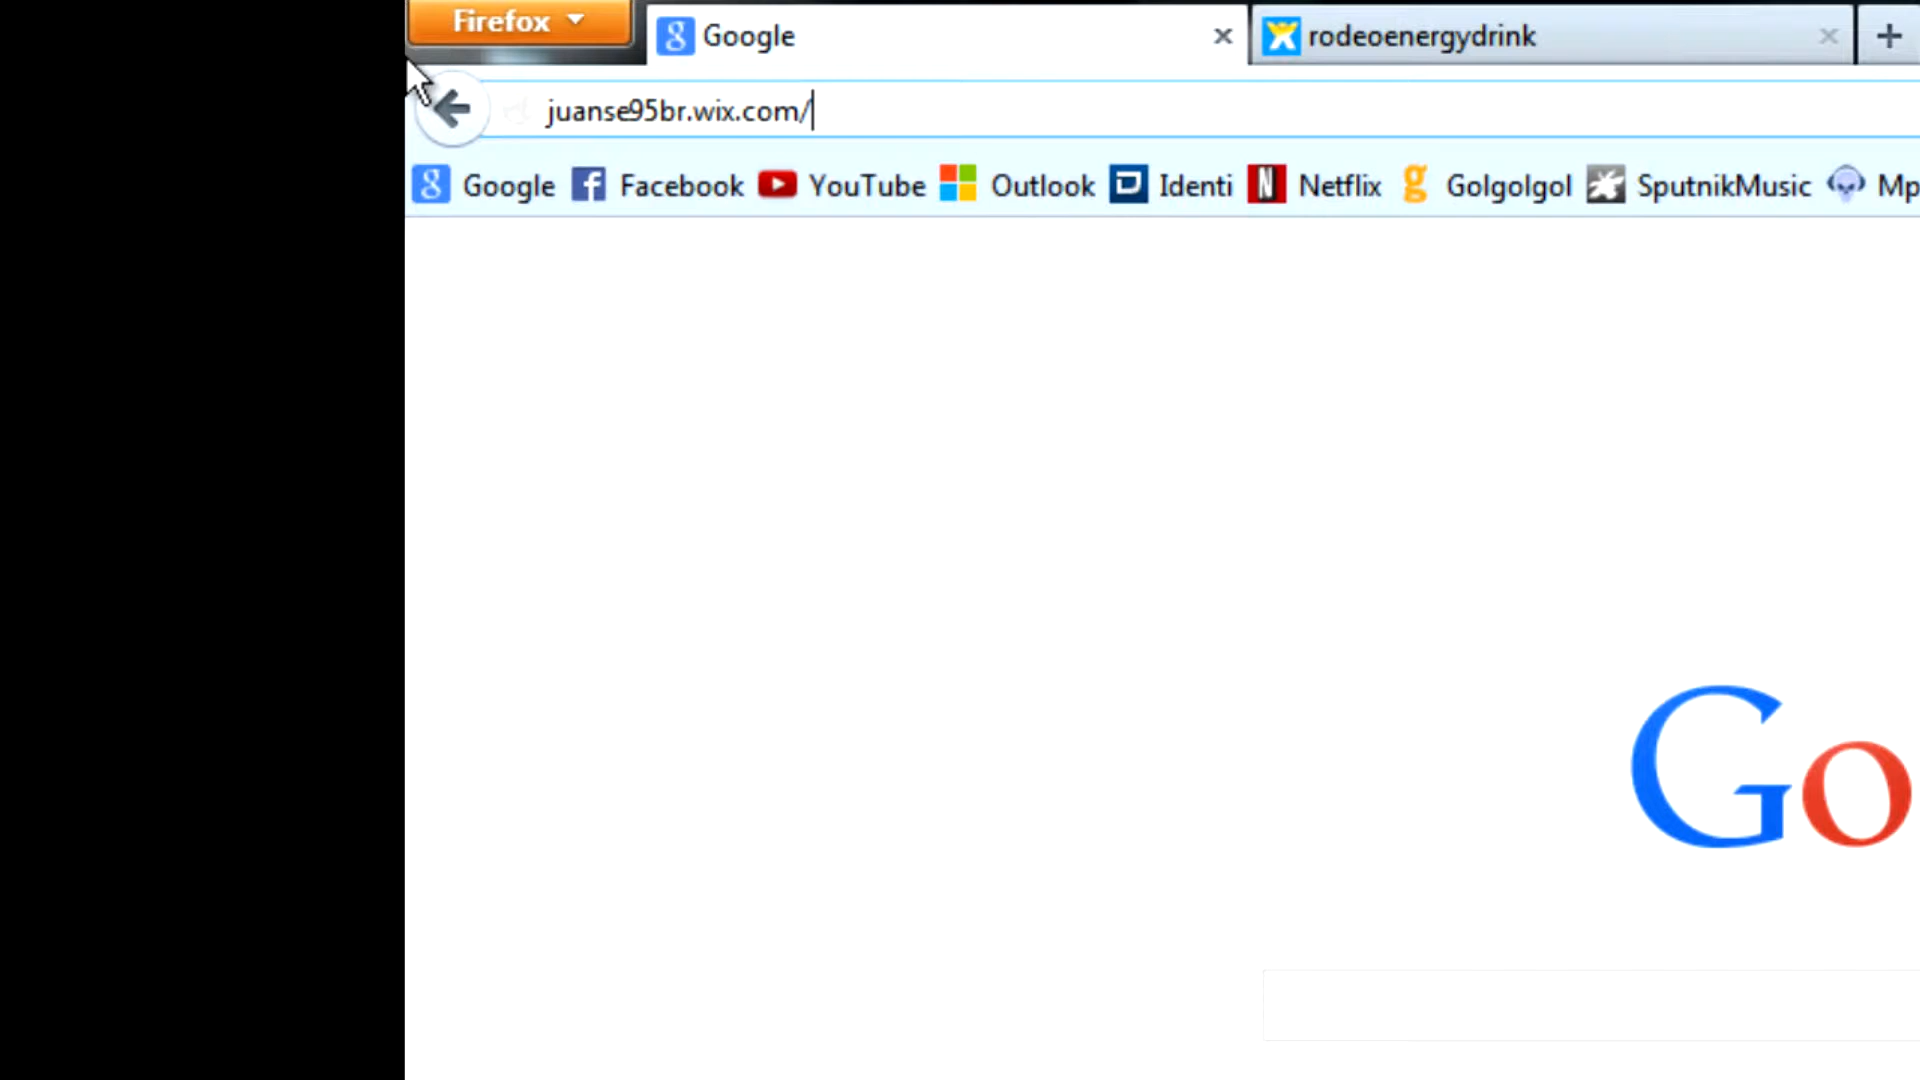 Firefox
Google
rodeoenergydrink
juanse95br.wix.com/
Google Facebook YouTube Outlook Identi Netflix Golgolgol SputnikMusic Mp
Go